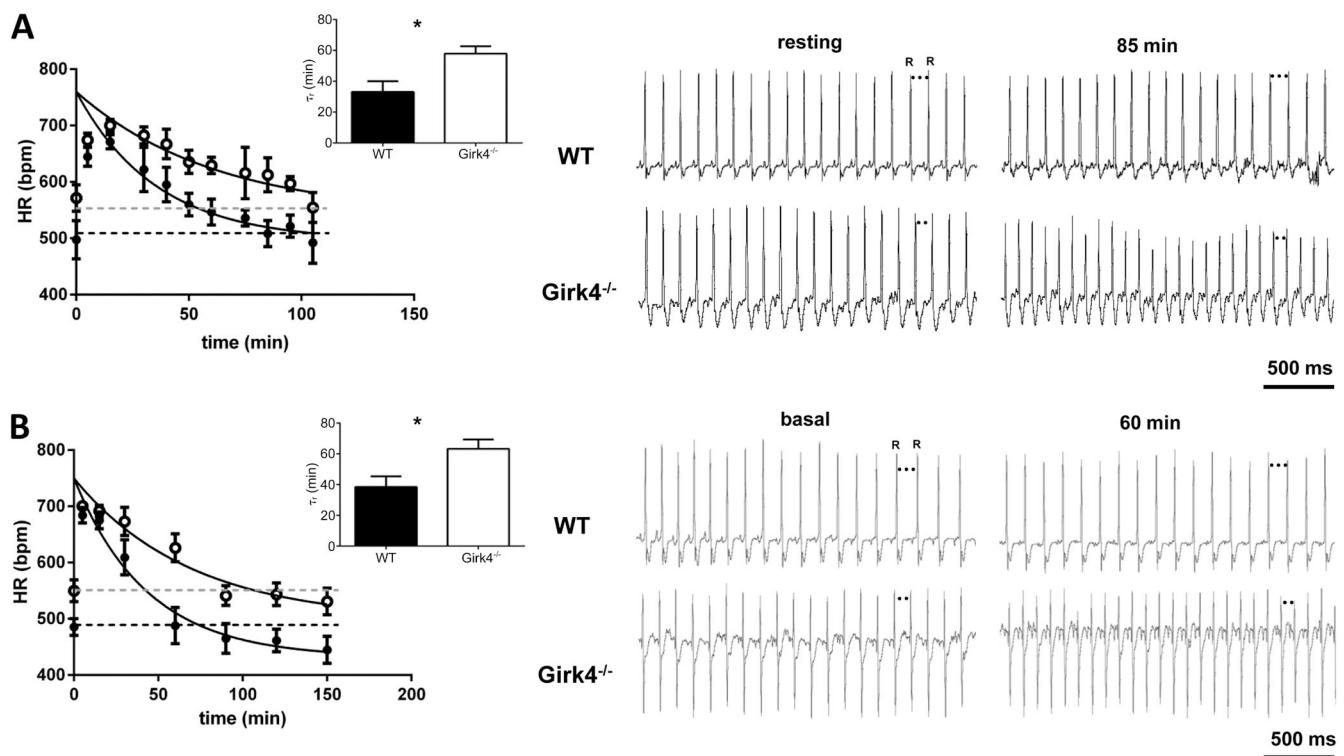 A
800
700
600
500
400
HR (bpm)
0
50
100
150
time (min)
80
60
40
20
0
τr (min)
*
WT
Girk4-/-
resting
85 min
R R
WT
Girk4-/-
500 ms
B
800
700
600
500
400
HR (bpm)
0
50
100
150
200
time (min)
80
60
40
20
0
τr (min)
*
WT
Girk4-/-
basal
60 min
R R
WT
Girk4-/-
500 ms